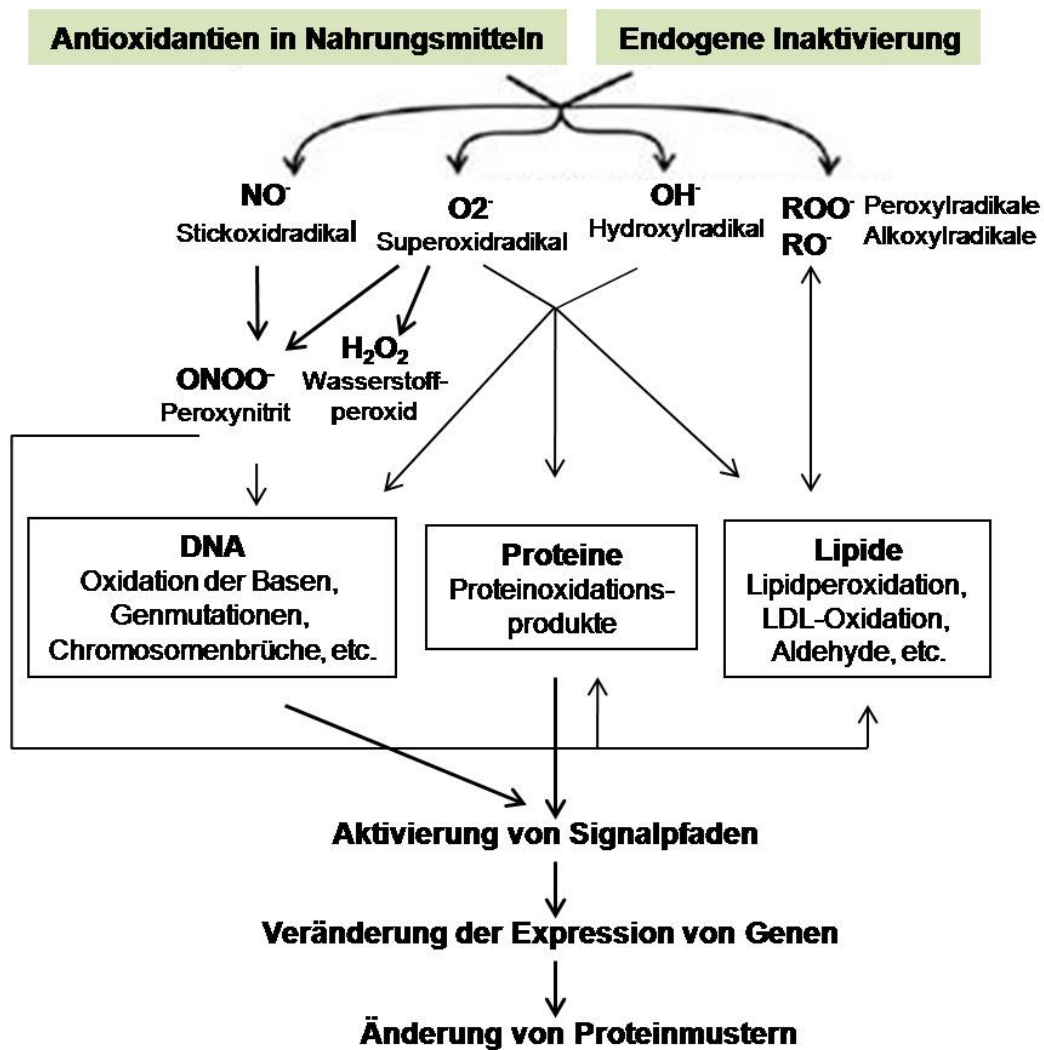 Antioxidantien in Nahrungsmitteln
Endogene Inaktivierung
NO⁻
Stickoxidradikal
O2⁻
Superoxidradikal
OH⁻
Hydroxylradikal
ROO⁻ Peroxylradikale
RO⁻ Alkoxylradikale
ONOO⁻
Peroxynitrit
H₂O₂
Wasserstoff-
peroxid
DNA
Oxidation der Basen,
Genmutationen,
Chromosomenbrüche, etc.
Proteine
Proteinoxidations-
produkte
Lipide
Lipidperoxidation,
LDL-Oxidation,
Aldehyde, etc.
Aktivierung von Signalpfaden
Veränderung der Expression von Genen
Änderung von Proteinmustern